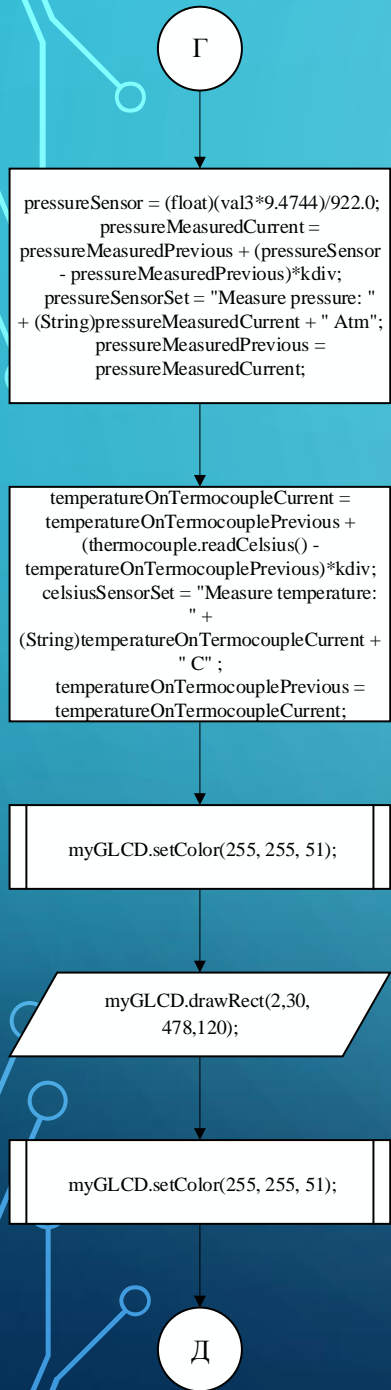 Г
pressureSensor = (float)(val3*9.4744)/922.0;
pressureMeasuredCurrent =
pressureMeasuredPrevious + (pressureSensor
- pressureMeasuredPrevious)*kdiv;
pressureSensorSet = "Measure pressure: "
+ (String)pressureMeasuredCurrent + " Atm";
pressureMeasuredPrevious =
pressureMeasuredCurrent;
temperatureOnTermocoupleCurrent =
temperatureOnTermocouplePrevious +
(thermocouple.readCelsius() -
temperatureOnTermocouplePrevious)*kdiv;
celsiusSensorSet = "Measure temperature:
" +
(String)temperatureOnTermocoupleCurrent +
" C" ;
temperatureOnTermocouplePrevious =
temperatureOnTermocoupleCurrent;
myGLCD.setColor(255, 255, 51);
myGLCD.drawRect(2,30,
478,120);
myGLCD.setColor(255, 255, 51);
Д